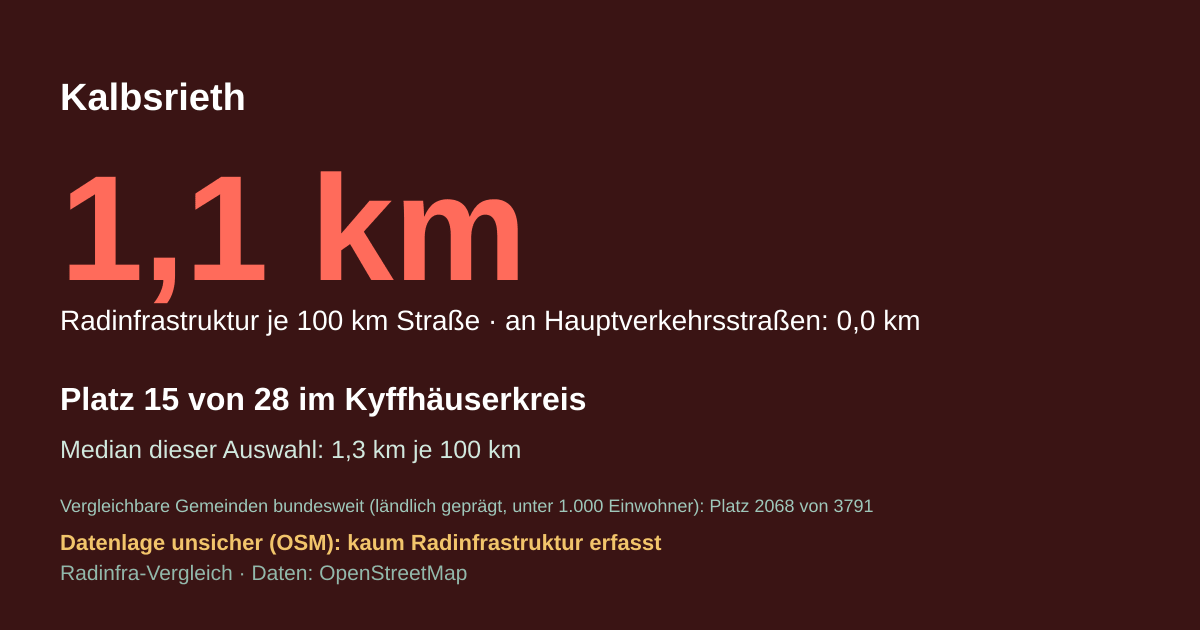 Kalbsrieth
1,1 km
Radinfrastruktur je 100 km Straße · an Hauptverkehrsstraßen: 0,0 km
Platz 15 von 28 im Kyffhäuserkreis
Median dieser Auswahl: 1,3 km je 100 km
Vergleichbare Gemeinden bundesweit (ländlich geprägt, unter 1.000 Einwohner): Platz 2068 von 3791
Datenlage unsicher (OSM): kaum Radinfrastruktur erfasst
Radinfra-Vergleich · Daten: OpenStreetMap